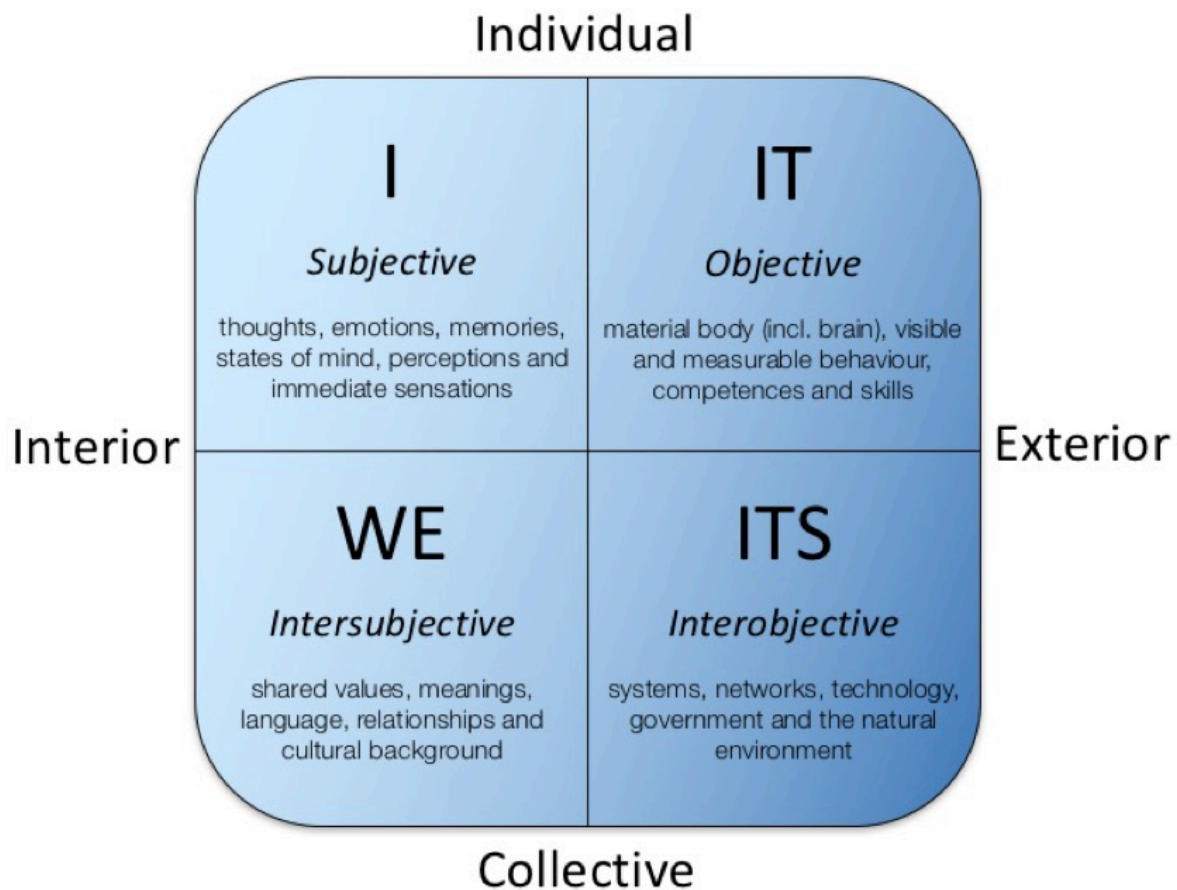 Individual
I
Subjective
thoughts, emotions, memories,
states of mind, perceptions and
immediate sensations
IT
Objective
material body (incl. brain), visible
and measurable behaviour,
competences and skills
Interior
Exterior
WE
Intersubjective
shared values, meanings,
language, relationships and
cultural background
ITS
Interobjective
systems, networks, technology,
government and the natural
environment
Collective